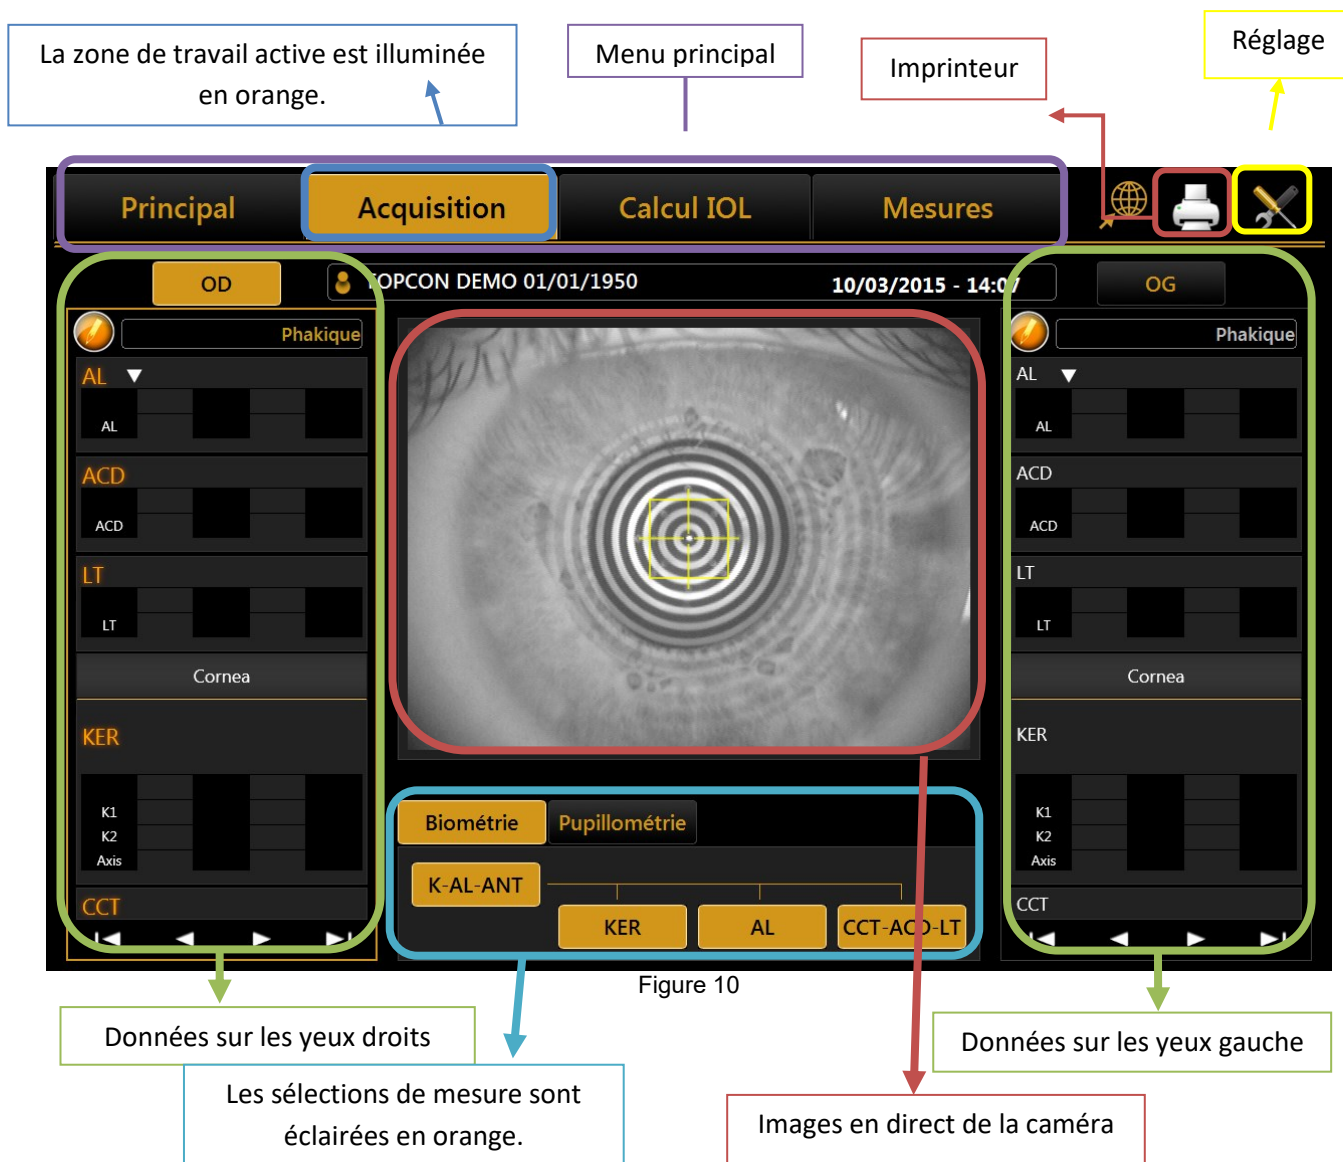 La zone de travail active est illuminée
en orange.
Menu principal
Imprinteur
Réglage
Principal
Acquisition
Calcul IOL
Mesures
OD
TOPCON DEMO 01/01/1950
10/03/2015 - 14:07
OG
Phakique
AL
AL
ACD
ACD
LT
LT
Cornea
KER
K1
K2
Axis
CCT
Phakique
AL
AL
ACD
ACD
LT
LT
Cornea
KER
K1
K2
Axis
CCT
Biométrie
Pupillométrie
K-AL-ANT
KER
AL
CCT-ACD-LT
Figure 10
Données sur les yeux droits
Données sur les yeux gauche
Les sélections de mesure sont
éclairées en orange.
Images en direct de la caméra